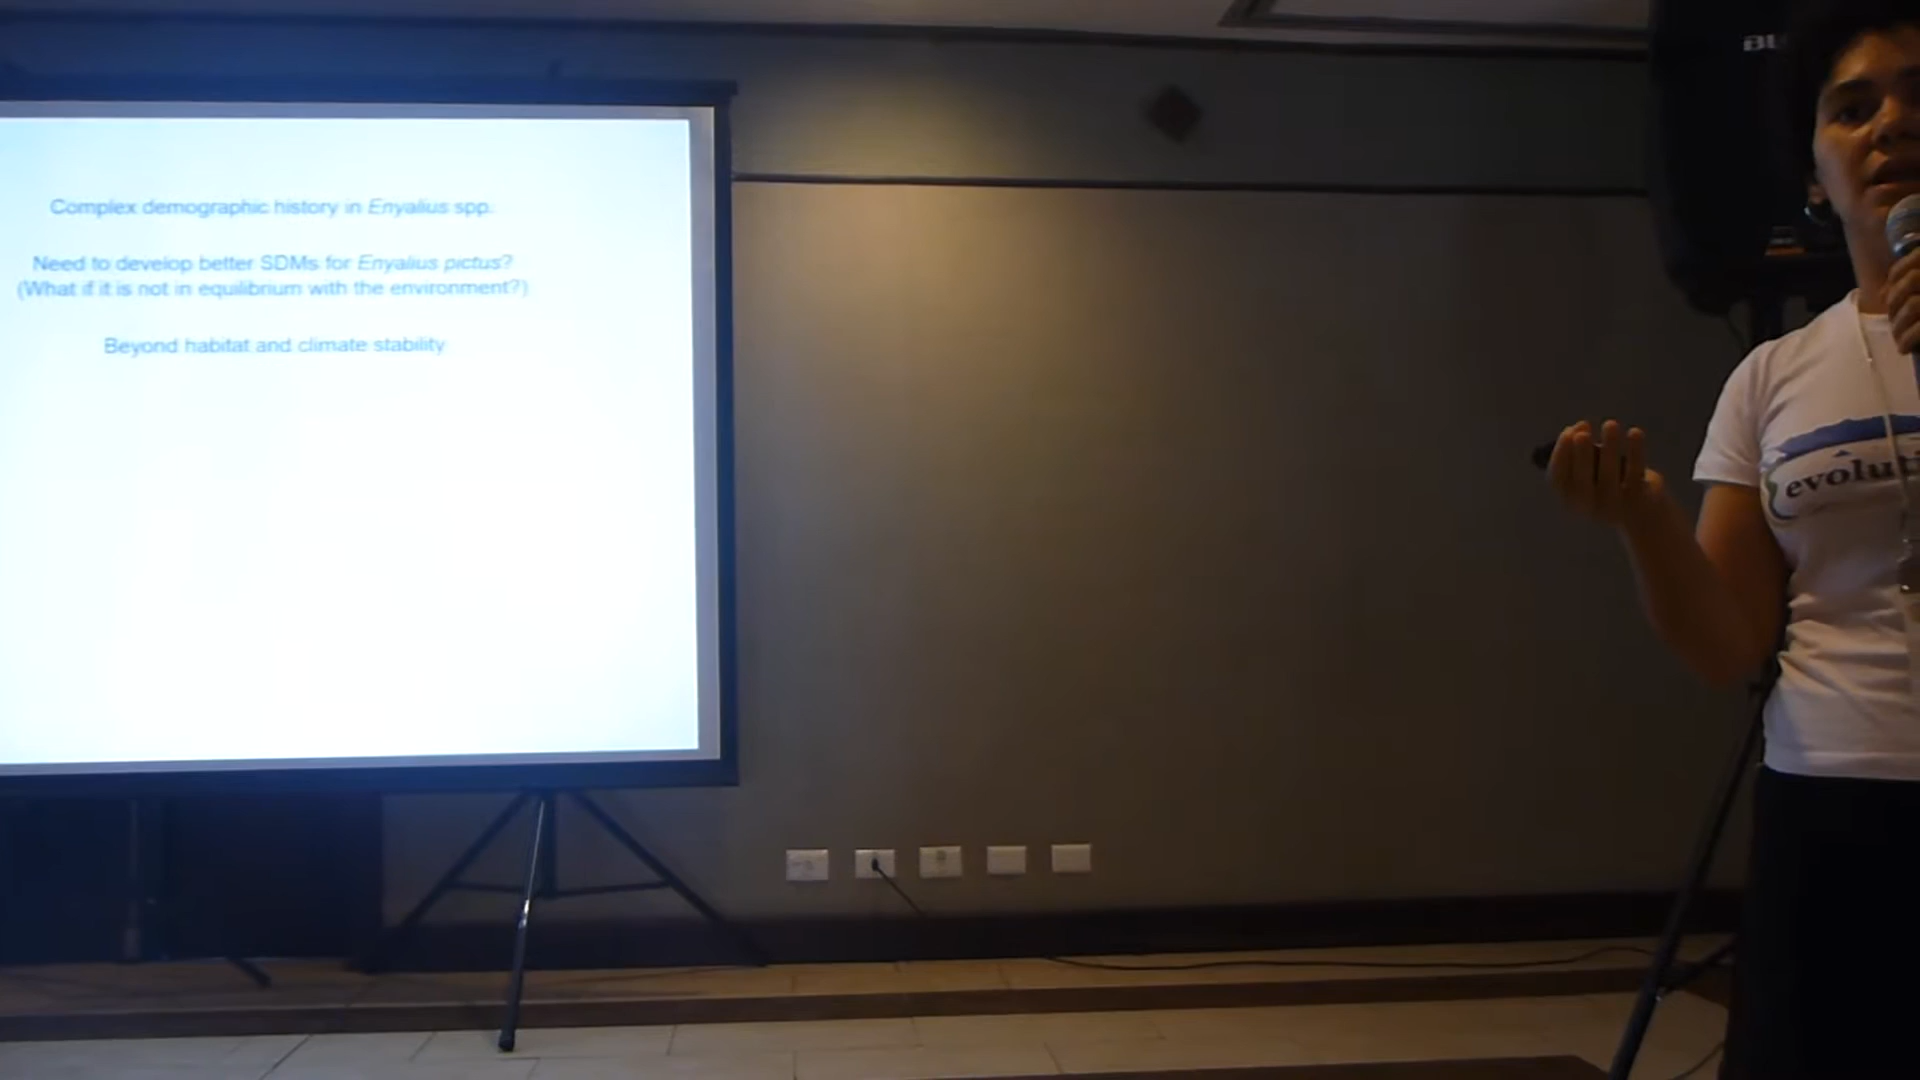 Complex demographic history in Enyalius spp.
Need to develop better SDMs for Enyalius pictus?
(What if it is not in equilibrium with the environment?)
Beyond habitat and climate stability
evoluti